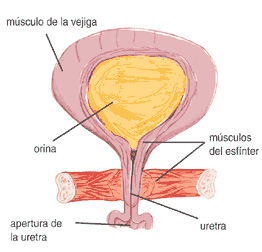 músculo de la vejiga
orina
músculos
del esfínter
apertura de
la uretra
uretra